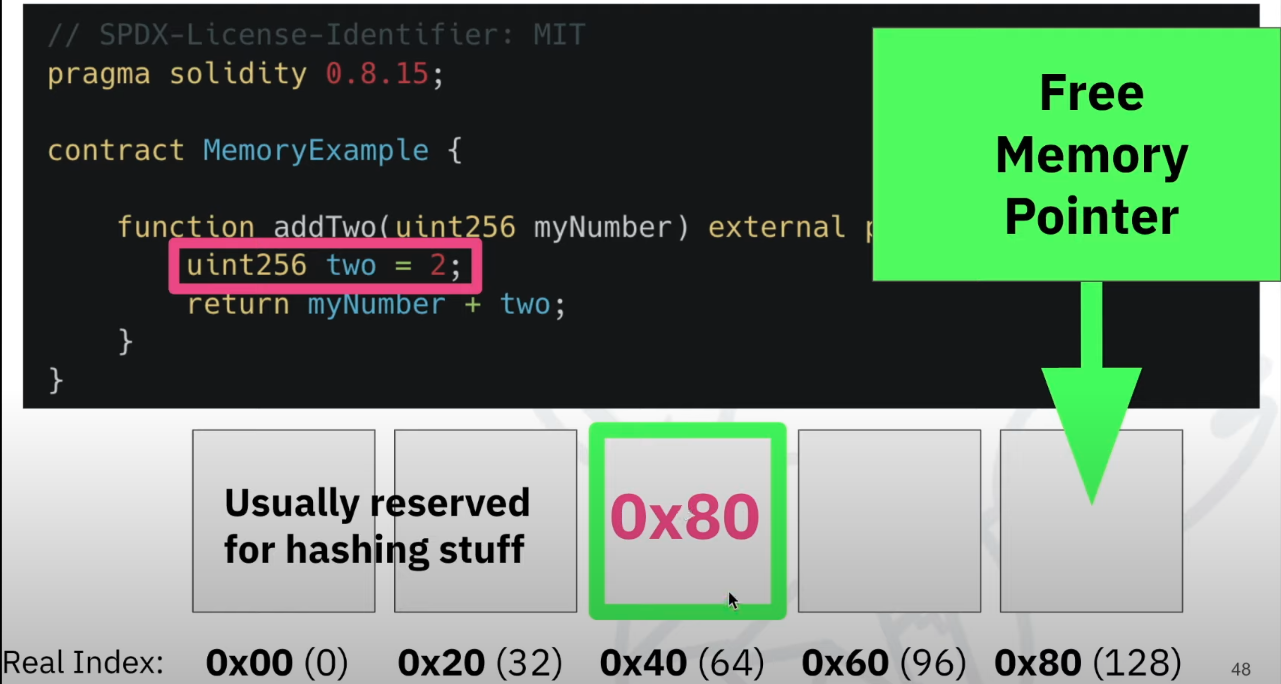 // SPDX-License-Identifier: MIT
pragma solidity 0.8.15;
contract MemoryExample {
function addTwo(uint256 myNumber) external p
uint256 two = 2;
return myNumber + two;
}
}
Free
Memory
Pointer
Usually reserved
for hashing stuff
0x80
Real Index: 0x00 (0) 0x20 (32) 0x40 (64) 0x60 (96) 0x80 (128)
48